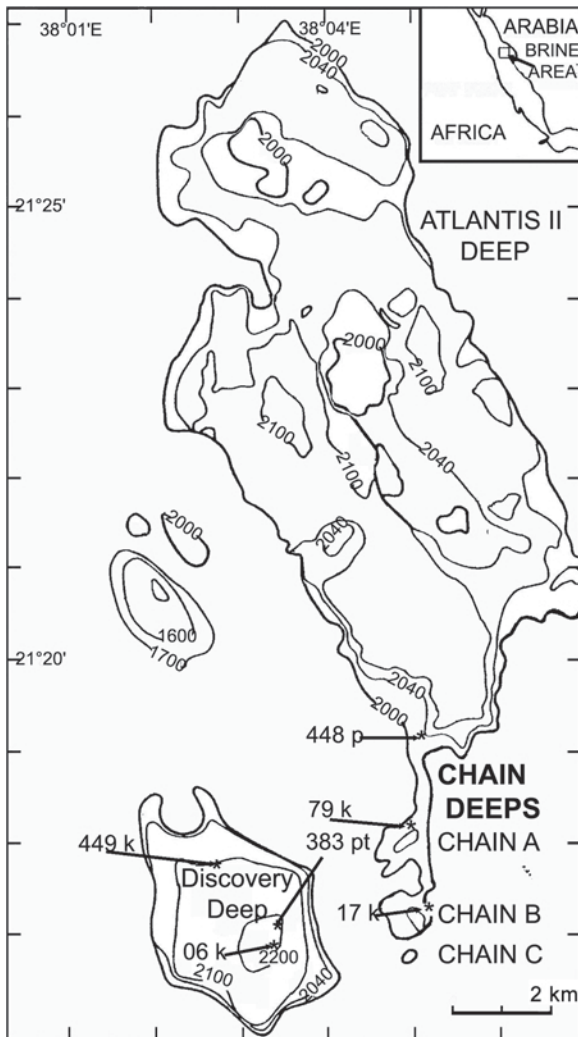 38°01' 38°04'
ARABIA
BRINE
AREA
AFRICA
2000
2040
2000
21°25'
ATLANTIS II
DEEP
2000
2100
2040
2100
2100
2000
2040
1600
1700
21°20'
2040
2000
448 p
CHAIN
DEEPS
79 k
383 pt
CHAIN A
449 k
Discovery
Deep
17 k
CHAIN B
06 k
2200
CHAIN C
2100
2040
2 km